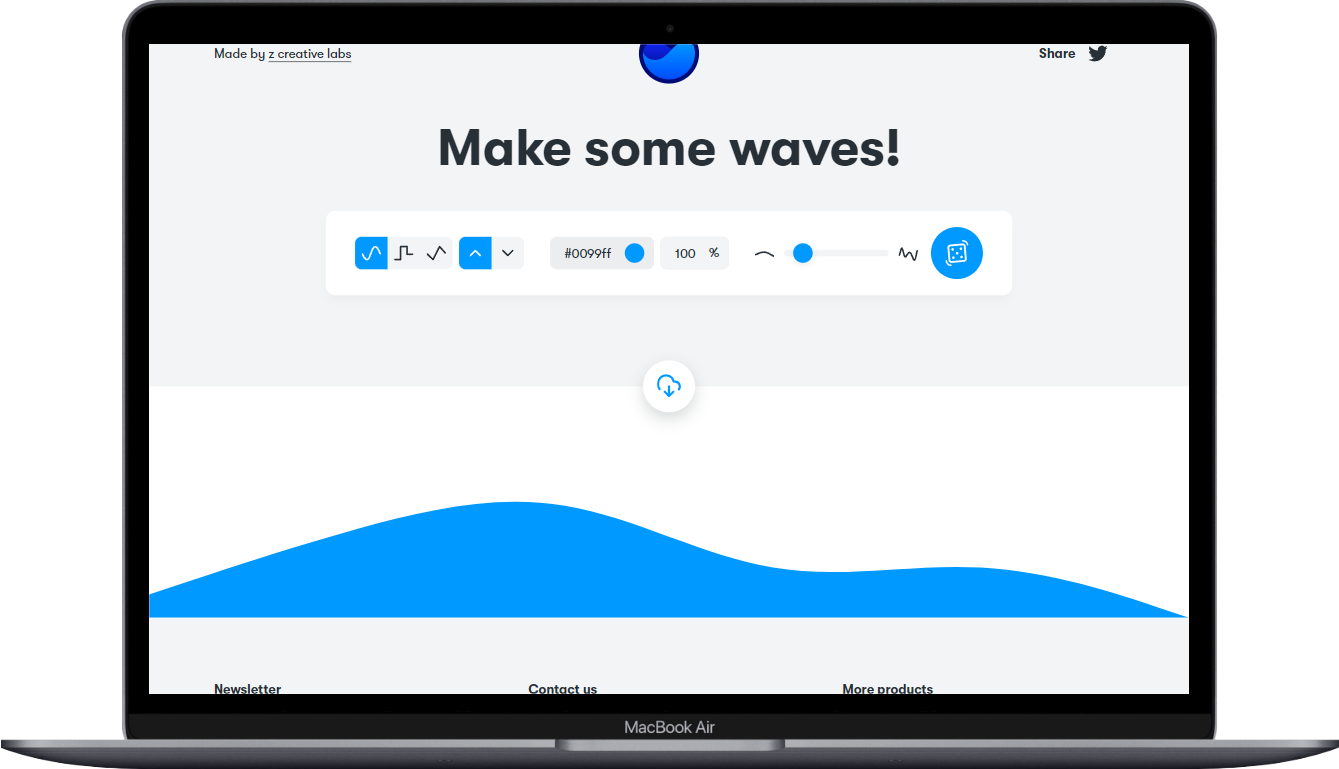 Made by z creative labs
Share
Make some waves!
#0099ff
100 %
Newsletter
Contact us
More products
MacBook Air